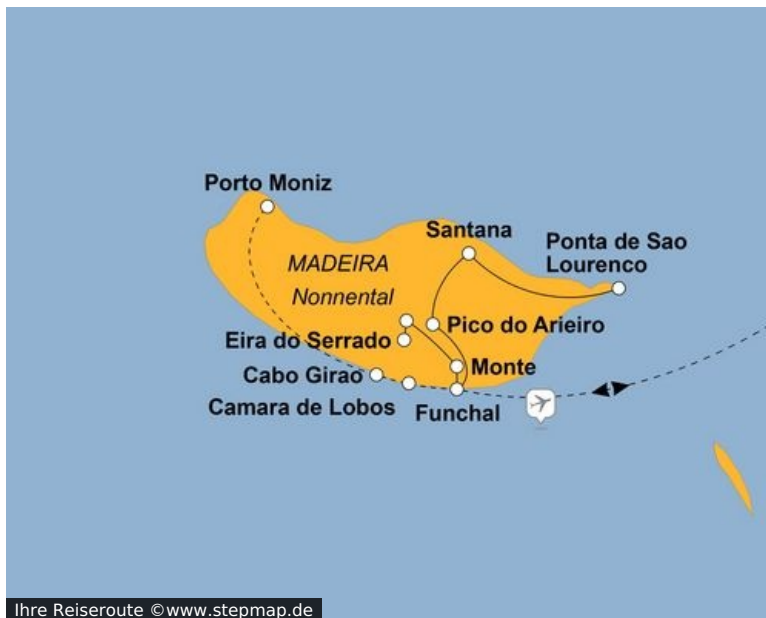 Porto Moniz
Santana
Ponta de Sao
Lourenco
MADEIRA
Nonnental
Pico do Arieiro
Eira do Serrado
Monte
Cabo Girao
Camara de Lobos
Funchal
Ihre Reiseroute ©www.stepmap.de